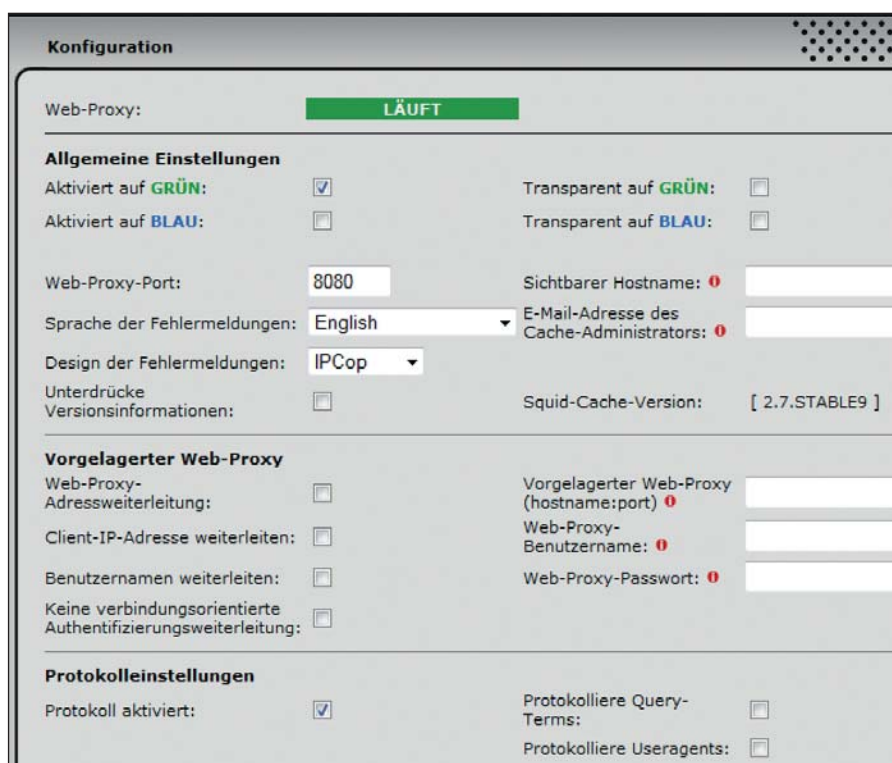 Konfiguration
Web-Proxy: LÄUFT
Allgemeine Einstellungen
Aktiviert auf GRÜN: Transparent auf GRÜN:
Aktiviert auf BLAU: Transparent auf BLAU:
Web-Proxy-Port: 8080 Sichtbarer Hostname:
Sprache der Fehlermeldungen: English
E-Mail-Adresse des
Cache-Administrators:
Design der Fehlermeldungen: IPCop
Unterdrücke
Versionsinformationen:
Squid-Cache-Version: [ 2.7.STABLE9 ]
Vorgelagerter Web-Proxy
Web-Proxy-
Adressweiterleitung:
Vorgelagerter Web-Proxy
(hostname:port)
Client-IP-Adresse weiterleiten:
Web-Proxy-
Benutzername:
Benutzernamen weiterleiten: Web-Proxy-Passwort:
Keine verbindungsorientierte
Authentifizierungsweiterleitung:
Protokolleinstellungen
Protokoll aktiviert:
Protokolliere Query-
Terms:
Protokolliere Useragents: